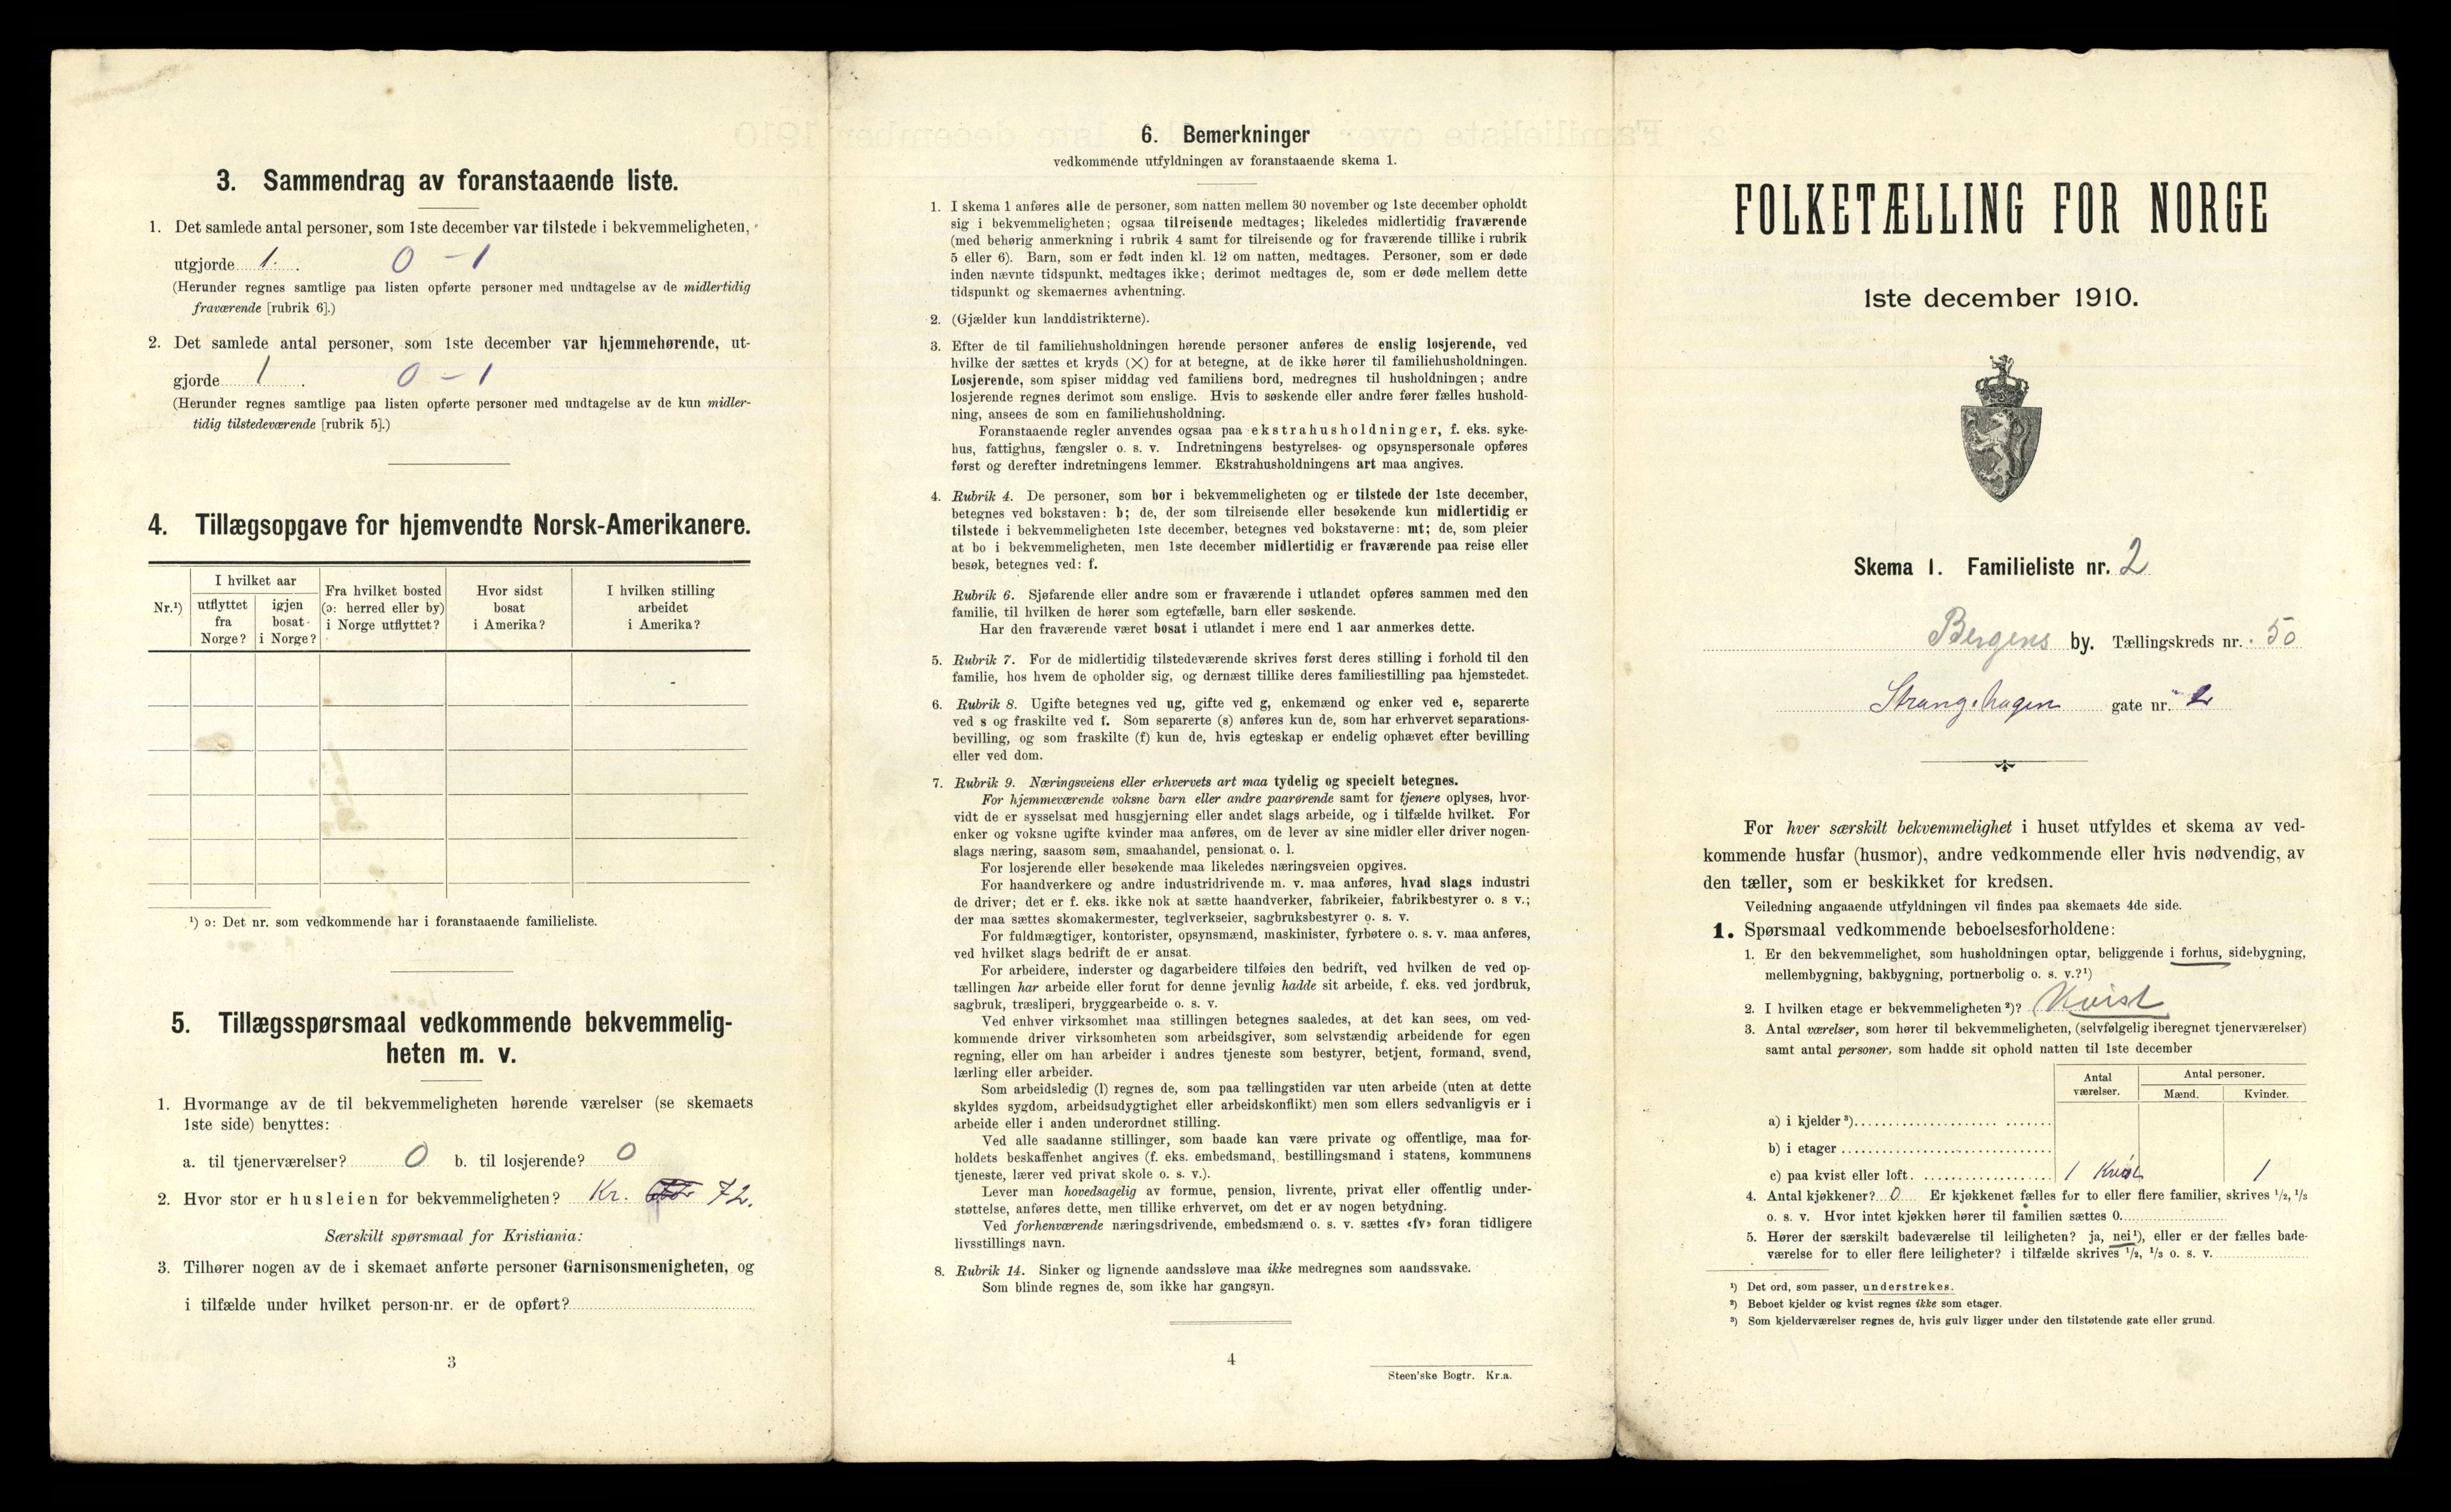 3. Sammendrag av foranstaaende liste.
1. Det samlede antal personer, som 1ste december var tilstede i bekvemmeligheten,
utgjorde 1. 0 - 1
(Herunder regnes samtlige paa listen opførte personer med undtagelse av de midlertidig
fraværende [rubrik 6].)
2. Det samlede antal personer, som 1ste december var hjemmehørende, ut-
gjorde 1. 0 - 1
(Herunder regnes samtlige paa listen opførte personer med undtagelse av de kun midler-
tidig tilstedeværende [rubrik 5].)
4. Tillægsopgave for hjemvendte Norsk-Amerikanere.
Nr.¹)
I hvilket aar
utflyttet
fra
Norge?
igjen
bosat
i Norge?
Fra hvilket bosted
(ɔ: herred eller by)
i Norge utflyttet?
Hvor sidst
bosat
i Amerika?
I hvilken stilling
arbeidet
i Amerika?
¹) ɔ: Det nr. som vedkommende har i foranstaaende familieliste.
5. Tillægsspørsmaal vedkommende bekvemmelig-
heten m. v.
1. Hvormange av de til bekvemmeligheten hørende værelser (se skemaets
1ste side) benyttes:
a. til tjenerværelser? 0 b. til losjerende? 0
2. Hvor stor er husleien for bekvemmeligheten? Kr. 72.
Særskilt spørsmaal for Kristiania:
3. Tilhører nogen av de i skemaet anførte personer Garnisonsmenigheten, og
i tilfælde under hvilket person-nr. er de opført?
3
6. Bemerkninger
vedkommende utfyldningen av foranstaaende skema 1.
1. I skema 1 anføres alle de personer, som natten mellem 30 november og 1ste december opholdt
sig i bekvemmeligheten; ogsaa tilreisende medtages; likeledes midlertidig fraværende
(med behørig anmerkning i rubrik 4 samt for tilreisende og for fraværende tillike i rubrik
5 eller 6). Barn, som er født inden kl. 12 om natten, medtages. Personer, som er døde
inden nævnte tidspunkt, medtages ikke; derimot medtages de, som er døde mellem dette
tidspunkt og skemaernes avhentning.
2. (Gjælder kun landdistrikterne).
3. Efter de til familiehusholdningen hørende personer anføres de enslig losjerende, ved
hvilke der sættes et kryds (X) for at betegne, at de ikke hører til familiehusholdningen.
Losjerende, som spiser middag ved familiens bord, medregnes til husholdningen; andre
losjerende regnes derimot som enslige. Hvis to søskende eller andre fører fælles hushold-
ning, ansees de som en familiehusholdning.
Foranstaaende regler anvendes ogsaa paa ekstrahusholdninger, f. eks. syke-
hus, fattighus, fængsler o. s. v. Indretningens bestyrelses- og opsynspersonale opføres
først og derefter indretningens lemmer. Ekstrahusholdningens art maa angives.
4. Rubrik 4. De personer, som bor i bekvemmeligheten og er tilstede der 1ste december,
betegnes ved bokstaven: b; de, der som tilreisende eller besøkende kun midlertidig er
tilstede i bekvemmeligheten 1ste december, betegnes ved bokstaverne: mt; de, som pleier
at bo i bekvemmeligheten, men 1ste december midlertidig er fraværende paa reise eller
besøk, betegnes ved: f.
Rubrik 6. Sjøfarende eller andre som er fraværende i utlandet opføres sammen med den
familie, til hvilken de hører som egtefælle, barn eller søskende.
Har den fraværende været bosat i utlandet i mere end 1 aar anmerkes dette.
5. Rubrik 7. For de midlertidig tilstedeværende skrives først deres stilling i forhold til den
familie, hos hvem de opholder sig, og dernæst tillike deres familiestilling paa hjemstedet.
6. Rubrik 8. Ugifte betegnes ved ug, gifte ved g, enkemænd og enker ved e, separerte
ved s og fraskilte ved f. Som separerte (s) anføres kun de, som har erhvervet separations-
bevilling, og som fraskilte (f) kun de, hvis egteskap er endelig ophævet efter bevilling
eller ved dom.
7. Rubrik 9. Næringsveiens eller erhvervets art maa tydelig og specielt betegnes.
For hjemmeværende voksne barn eller andre paarørende samt for tjenere oplyses, hvor-
vidt de er sysselsat med husgjerning eller andet slags arbeide, og i tilfælde hvilket. For
enker og voksne ugifte kvinder maa anføres, om de lever av sine midler eller driver nogen-
slags næring, saasom søm, smaahandel, pensionat o. l.
For losjerende eller besøkende maa likeledes næringsveien opgives.
For haandverkere og andre industridrivende m. v. maa anføres, hvad slags industri
de driver; det er f. eks. ikke nok at sætte haandverker, fabrikeier, fabrikbestyrer o. s v.;
der maa sættes skomakermester, teglverkseier, sagbruksbestyrer o. s. v.
For fuldmægtiger, kontorister, opsynsmænd, maskinister, fyrbøtere o. s. v. maa anføres,
ved hvilket slags bedrift de er ansat.
For arbeidere, inderster og dagarbeidere tilføies den bedrift, ved hvilken de ved op-
tællingen har arbeide eller forut for denne jevnlig hadde sit arbeide, f. eks. ved jordbruk,
sagbruk, træsliperi, bryggearbeide o. s. v.
Ved enhver virksomhet maa stillingen betegnes saaledes, at det kan sees, om ved-
kommende driver virksomheten som arbeidsgiver, som selvstændig arbeidende for egen
regning, eller om han arbeider i andres tjeneste som bestyrer, betjent, formand, svend,
lærling eller arbeider.
Som arbeidsledig (l) regnes de, som paa tællingstiden var uten arbeide (uten at dette
skyldes sygdom, arbeidsudygtighet eller arbeidskonflikt) men som ellers sedvanligvis er i
arbeide eller i anden underordnet stilling.
Ved alle saadanne stillinger, som baade kan være private og offentlige, maa for-
holdets beskaffenhet angives (f. eks. embedsmand, bestillingsmand i statens, kommunens
tjeneste, lærer ved privat skole o. s. v.).
Lever man hovedsagelig av formue, pension, livrente, privat eller offentlig under-
støttelse, anføres dette, men tillike erhvervet, om det er av nogen betydning.
Ved forhenværende næringsdrivende, embedsmænd o. s. v. sættes «fv» foran tidligere
livsstillings navn.
8. Rubrik 14. Sinker og lignende aandssløve maa ikke medregnes som aandssvake.
Som blinde regnes de, som ikke har gangsyn.
4
Steen'ske Bogtr. Kr.a.
FOLKETÆLLING FOR NORGE
1ste december 1910.
Skema 1. Familieliste nr. 2
Bergens by. Tællingskreds nr. 50
Strangehagen gate nr. 2
For hver særskilt bekvemmelighet i huset utfyldes et skema av ved-
kommende husfar (husmor), andre vedkommende eller hvis nødvendig, av
den tæller, som er beskikket for kredsen.
Veiledning angaaende utfyldningen vil findes paa skemaets 4de side.
1. Spørsmaal vedkommende beboelsesforholdene:
1. Er den bekvemmelighet, som husholdningen optar, beliggende i forhus, sidebygning,
mellembygning, bakbygning, portnerbolig o. s. v.?¹)
2. I hvilken etage er bekvemmeligheten²)? Kvist
3. Antal værelser, som hører til bekvemmeligheten, (selvfølgelig iberegnet tjenerværelser)
samt antal personer, som hadde sit ophold natten til 1ste december
Antal
værelser.
Antal personer.
Mænd. Kvinder.
a) i kjelder³)
b) i etager
c) paa kvist eller loft. 1 Kvist 1
4. Antal kjøkkener? 0 Er kjøkkenet fælles for to eller flere familier, skrives ¹/₂, ¹/₃
o. s. v. Hvor intet kjøkken hører til familien sættes 0.
5. Hører der særskilt badeværelse til leiligheten? ja, nei¹), eller er der fælles bade-
værelse for to eller flere leiligheter? i tilfælde skrives ¹/₂, ¹/₃ o. s. v.
¹) Det ord, som passer, understrekes.
²) Beboet kjelder og kvist regnes ikke som etager.
³) Som kjelderværelser regnes de, hvis gulv ligger under den tilstøtende gate eller grund.